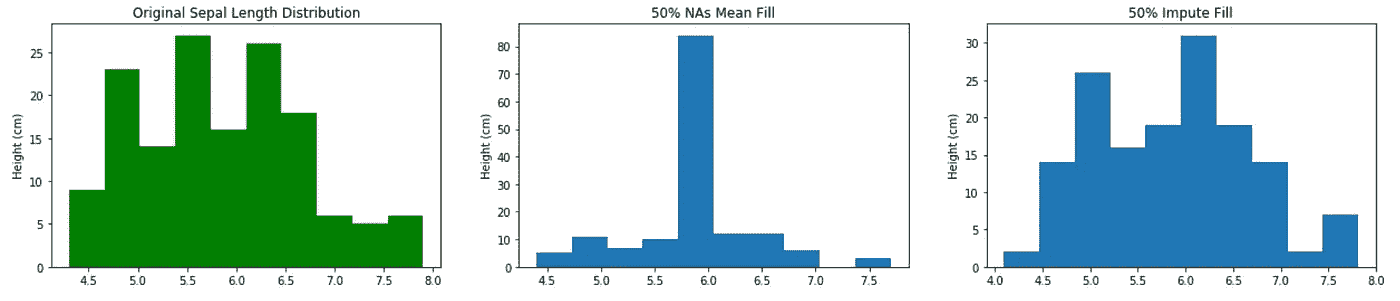 Original Sepal Length Distribution
Height (cm)
25
20
15
10
5
0
4.5 5.0 5.5 6.0 6.5 7.0 7.5 8.0
50% NAs Mean Fill
Height (cm)
80
70
60
50
40
30
20
10
0
4.5 5.0 5.5 6.0 6.5 7.0 7.5
50% Impute Fill
Height (cm)
30
25
20
15
10
5
0
4.0 4.5 5.0 5.5 6.0 6.5 7.0 7.5 8.0